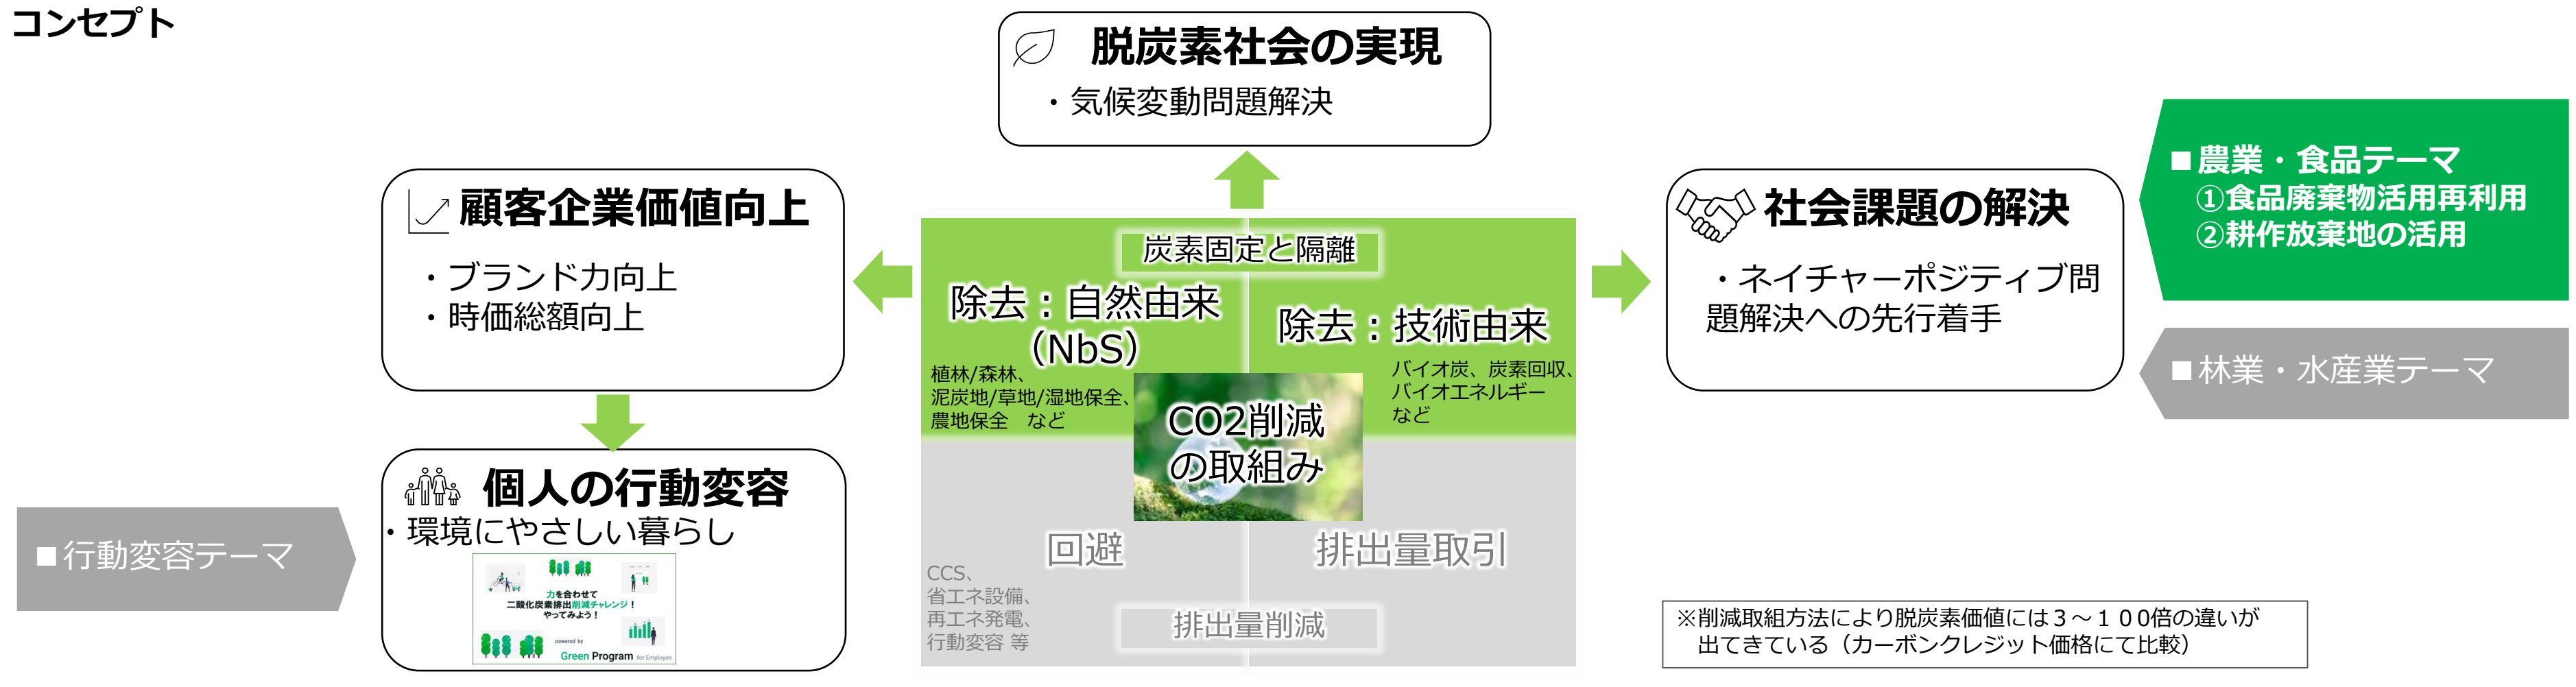 コンセプト
脱炭素社会の実現
・気候変動問題解決
顧客企業価値向上
・ブランド力向上
・時価総額向上
個人の行動変容
・環境にやさしい暮らし
力を合わせて
二酸化炭素排出削減チャレンジ！
やってみよう！
powered by
Green Program for Employee
■行動変容テーマ
炭素固定と隔離
除去：自然由来
（NbS）
植林/森林、
泥炭地/草地/湿地保全、
農地保全　など
除去：技術由来
バイオ炭、炭素回収、
バイオエネルギー
など
CO2削減
の取組み
回避
CCS、
省エネ設備、
再エネ発電、
行動変容 等
排出量取引
排出量削減
社会課題の解決
・ネイチャーポジティブ問
題解決への先行着手
■農業・食品テーマ
①食品廃棄物活用再利用
②耕作放棄地の活用
■林業・水産業テーマ
※削減取組方法により脱炭素価値には３～１００倍の違いが
出てきている（カーボンクレジット価格にて比較）